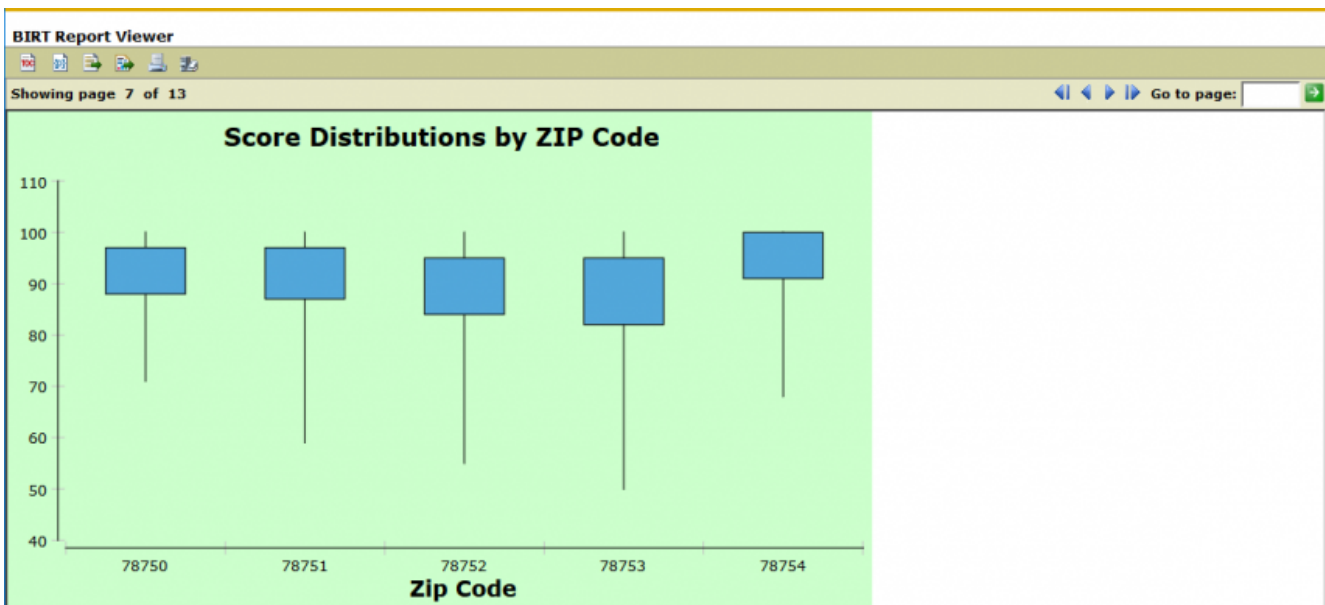 BIRT Report Viewer
Showing page 7 of 13
Go to page:
Score Distributions by ZIP Code
110
100
90
80
70
60
50
40
78750 78751 78752 78753 78754
Zip Code